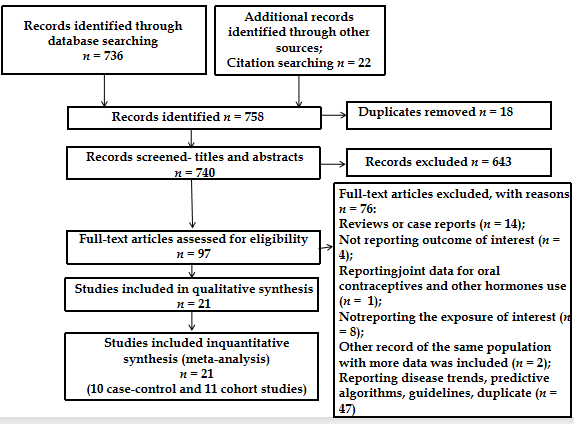 Records identified through
database searching
n = 736
Additional records
identified through other
sources;
Citation searching n = 22
Records identified n = 758
Duplicates removed n = 18
Records screened- titles and abstracts
n = 740
Records excluded n = 643
Full-text articles assessed for eligibility
n = 97
Full-text articles excluded, with reasons
n = 76:
Reviews or case reports (n = 14);
Not reporting outcome of interest (n =
4);
Reportingjoint data for oral
contraceptives and other hormones use
(n = 1);
Notreporting the exposure of interest (n
= 8);
Other record of the same population
with more data was included (n = 2);
Reporting disease trends, predictive
algorithms, guidelines, duplicate (n =
47)
Studies included in qualitative synthesis
n = 21
Studies included inquantitative
synthesis (meta-analysis)
n = 21
(10 case-control and 11 cohort studies)